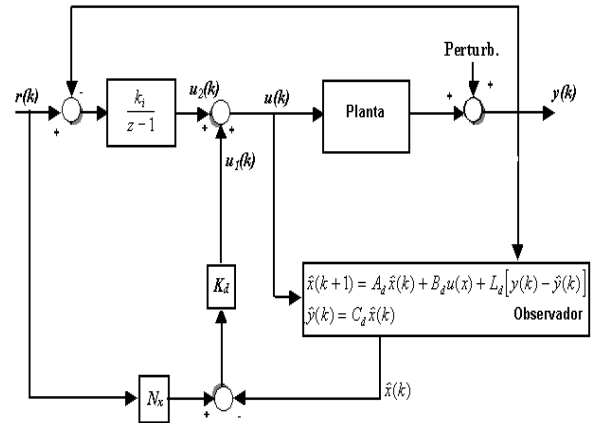 Perturb.
-
+
r(k)
+
k_i / z − 1
u_2(k)
+
+
u(k)
Planta
+
y(k)
u_1(k)
K_d
x̂(k+1) = A_d x̂(k) + B_d u(x) + L_d [y(k) − ŷ(k)]
ŷ(k) = C_d x̂(k) Observador
N_x
+
-
x̂(k)